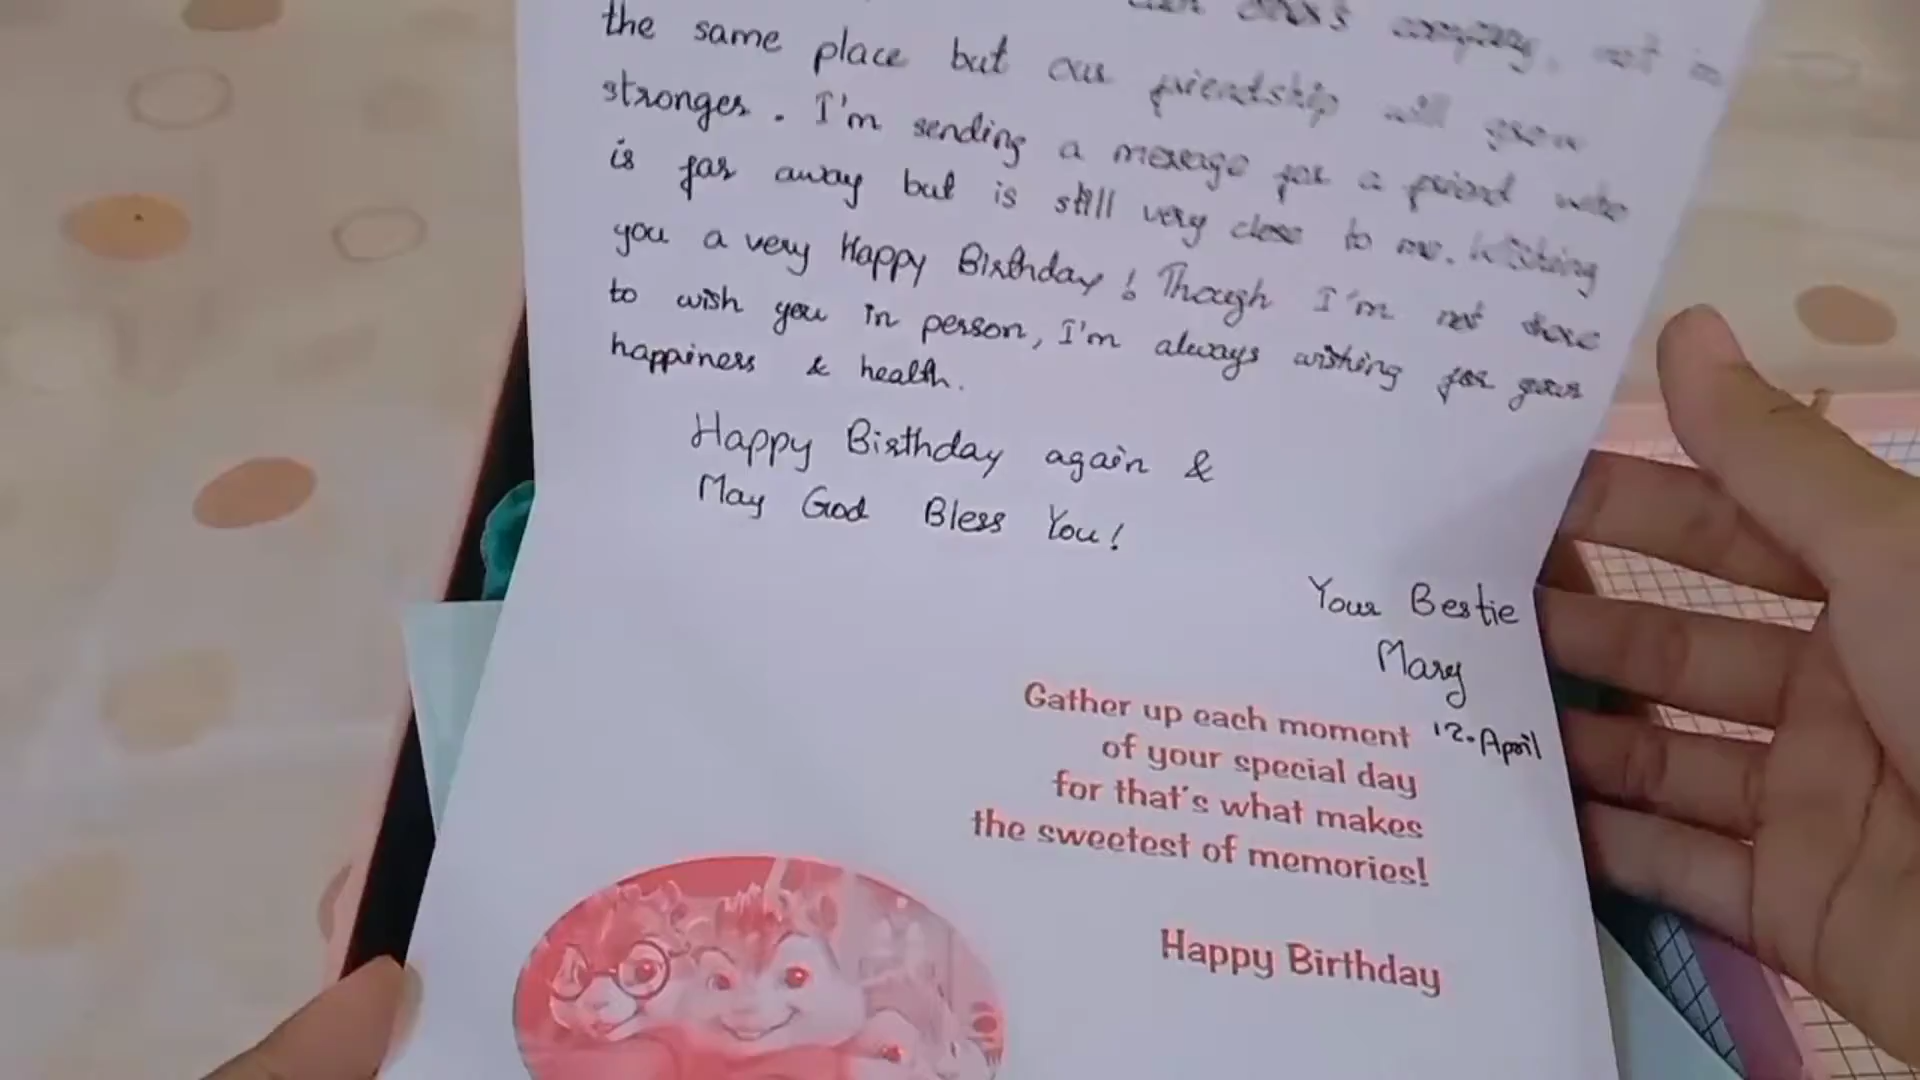 company, not in
the same place but our friendship will grow
stronger. I'm sending a message for a friend who
is far away but is still very close to me. Wishing
you a very Happy Birthday! Though I'm not there
to wish you in person, I'm always wishing for your
happiness & health.
Happy Birthday again &
May God Bless You!
Your Bestie
Mary
12. April
Gather up each moment
of your special day
for that's what makes
the sweetest of memories!
Happy Birthday